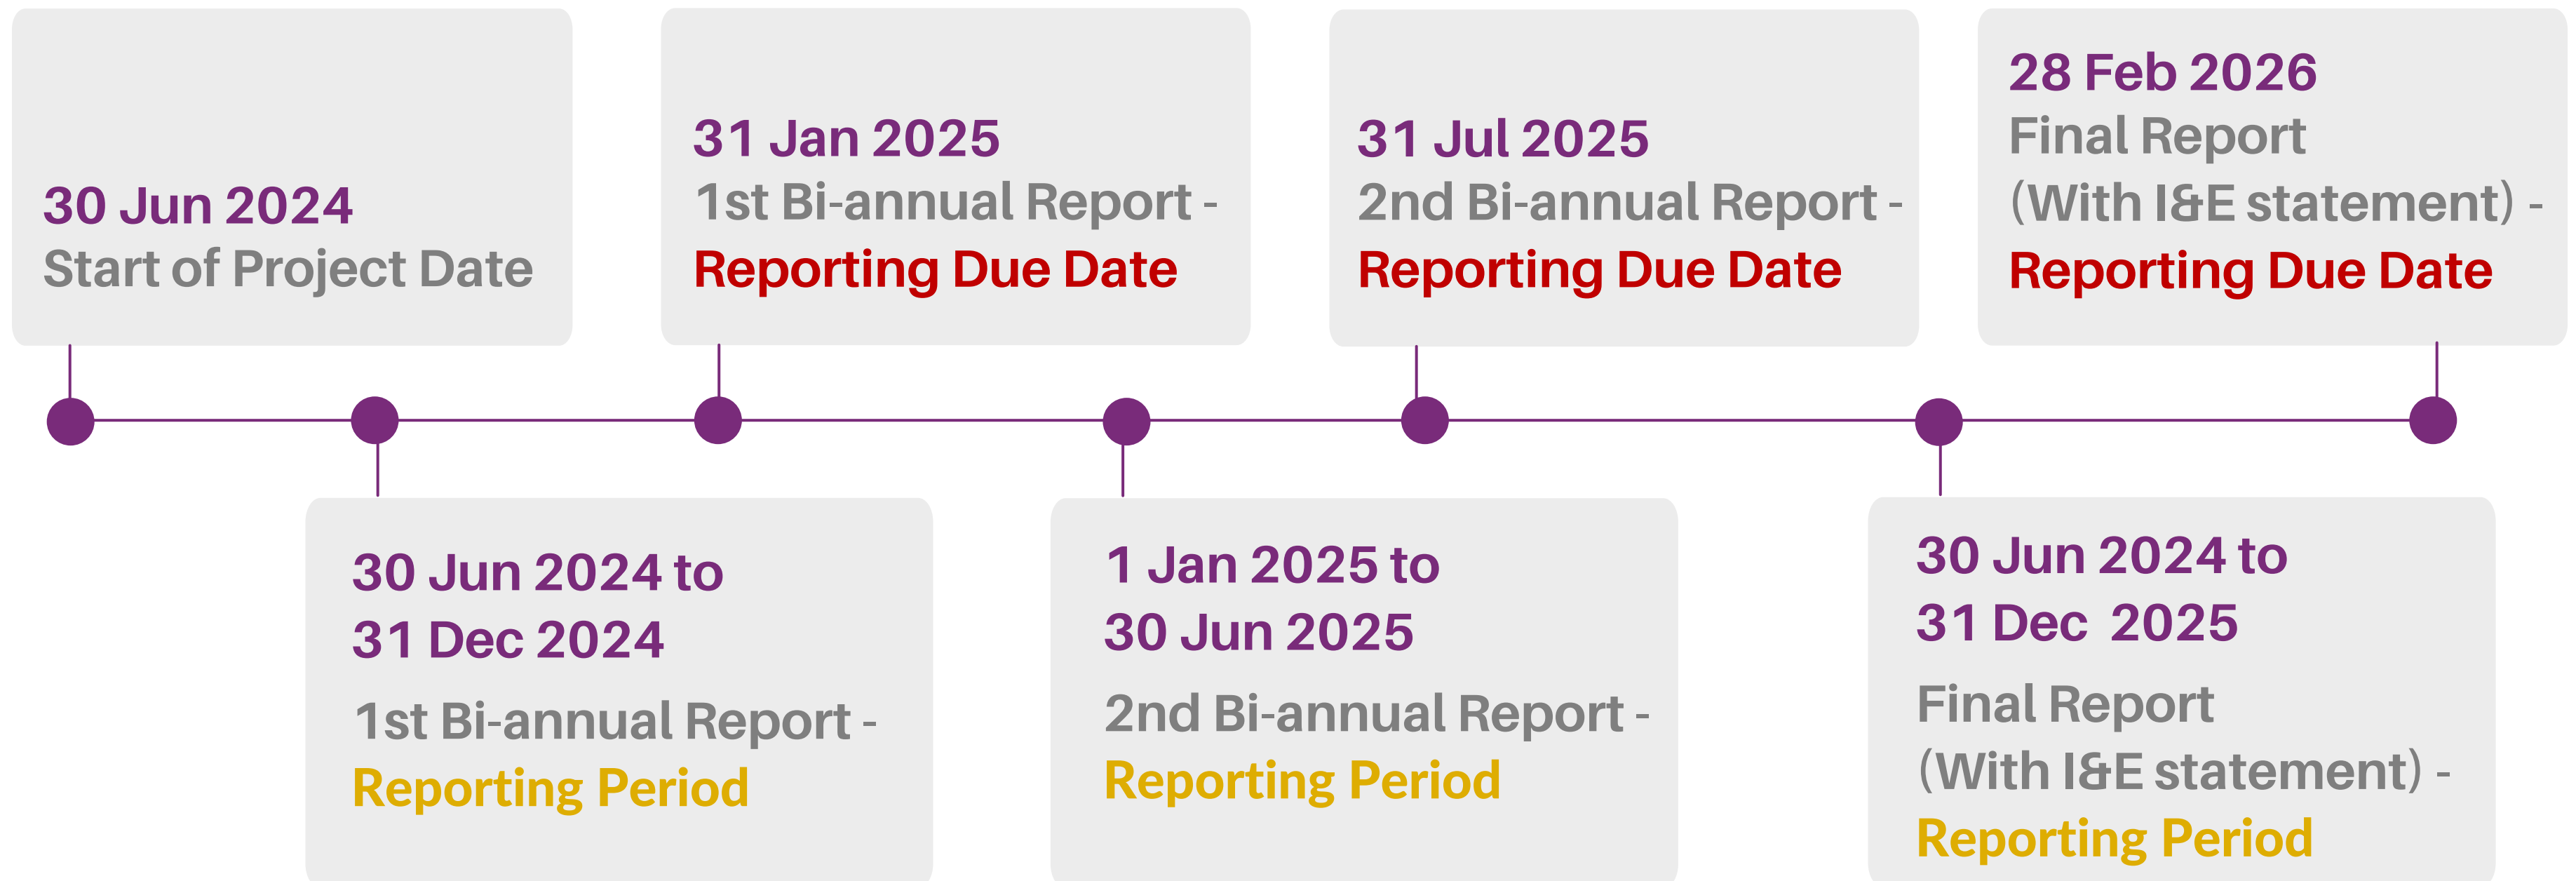 30 Jun 2024
Start of Project Date
31 Jan 2025
1st Bi-annual Report -
Reporting Due Date
31 Jul 2025
2nd Bi-annual Report -
Reporting Due Date
28 Feb 2026
Final Report
(With I&E statement) -
Reporting Due Date
30 Jun 2024 to
31 Dec 2024
1st Bi-annual Report -
Reporting Period
1 Jan 2025 to
30 Jun 2025
2nd Bi-annual Report -
Reporting Period
30 Jun 2024 to
31 Dec 2025
Final Report
(With I&E statement) -
Reporting Period